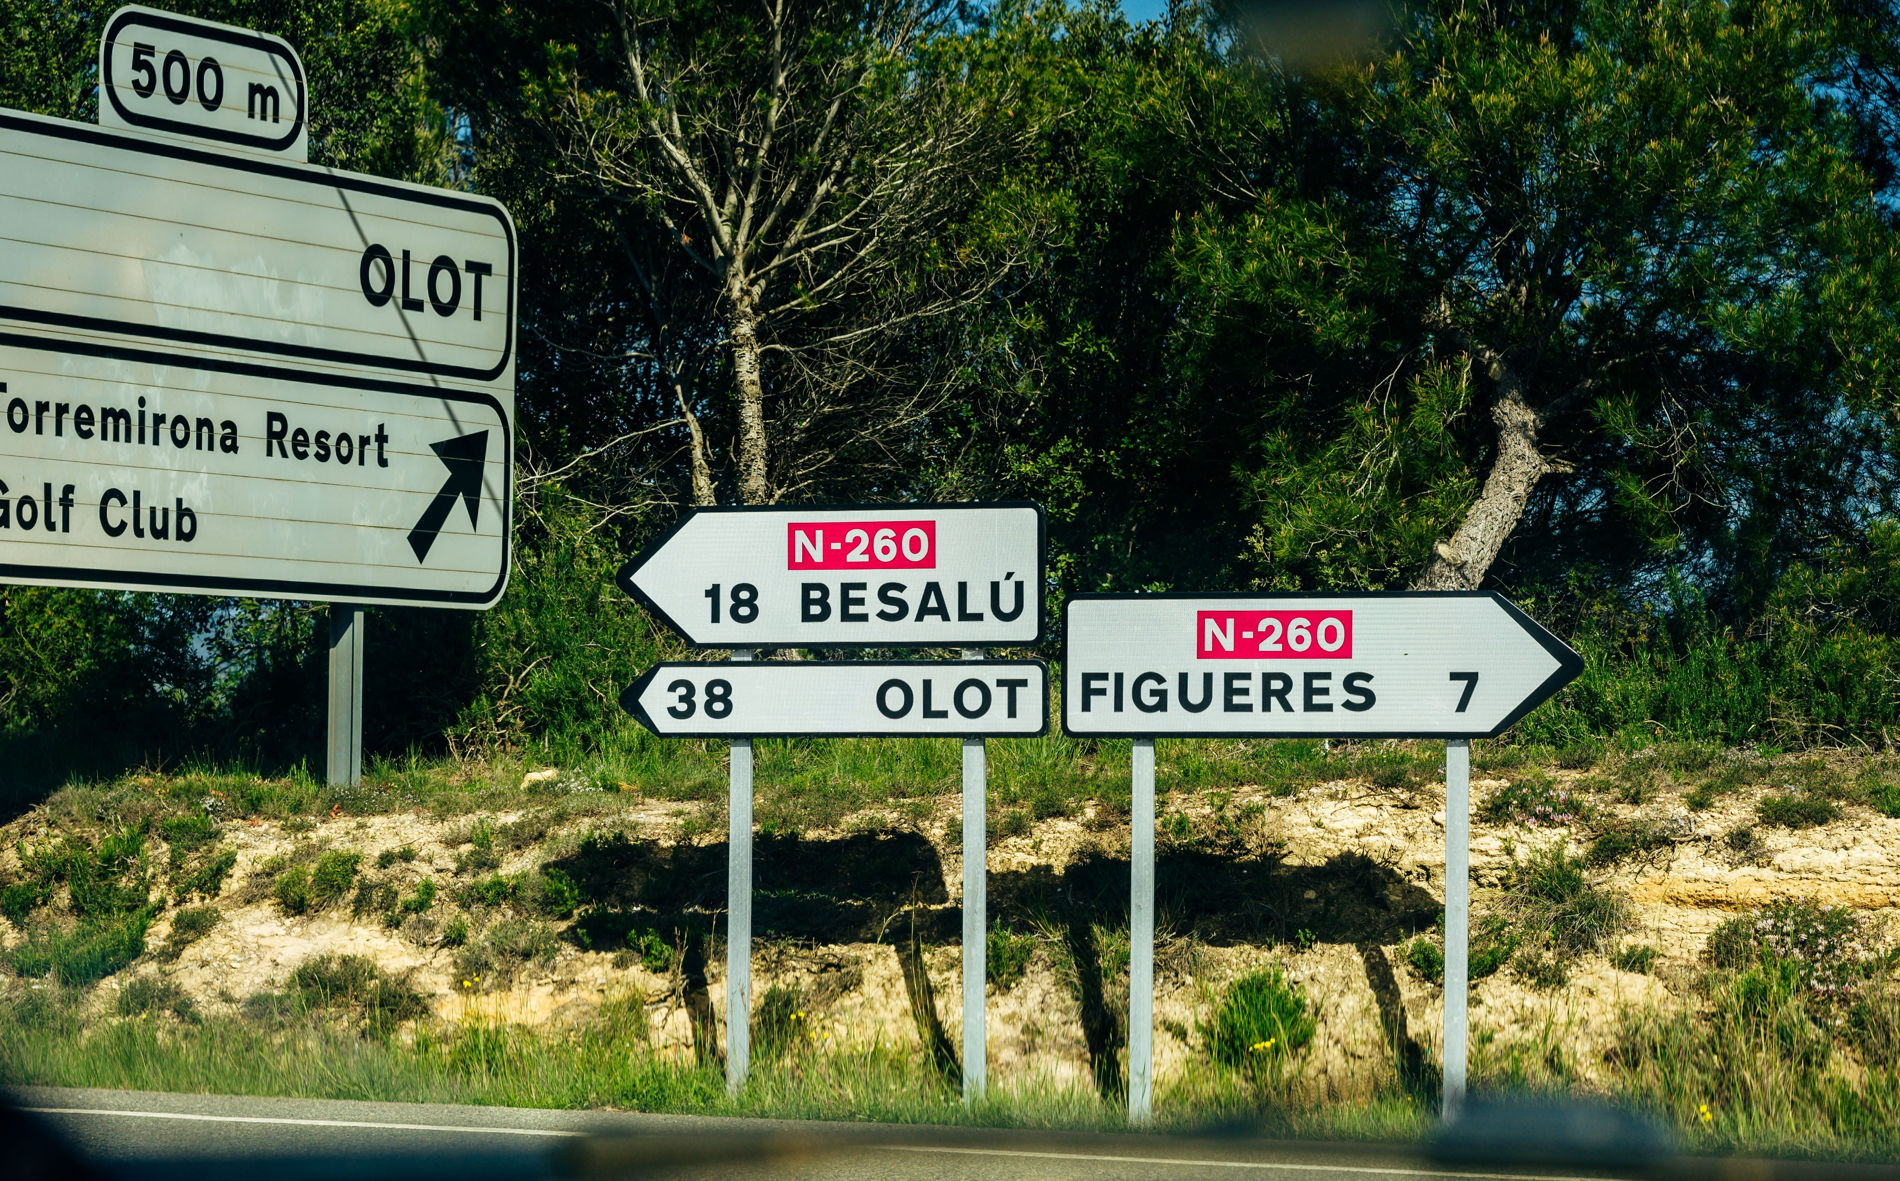 500 m
OLOT
Torremirona Resort
Golf Club
N-260
18 BESALÚ
38 OLOT
N-260
FIGUERES 7